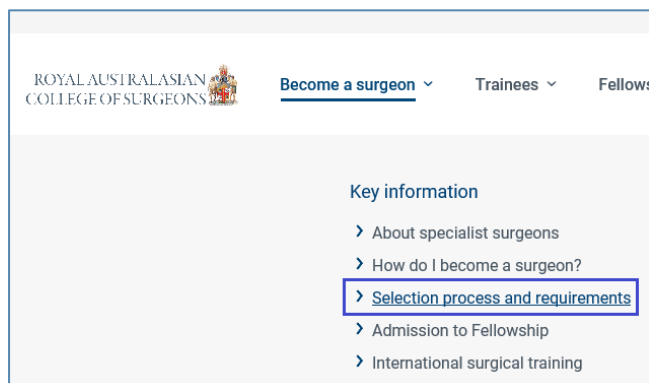 ROYAL AUSTRALASIAN
COLLEGE OF SURGEONS
Become a surgeon
Trainees
Fellows
Key information
About specialist surgeons
How do I become a surgeon?
Selection process and requirements
Admission to Fellowship
International surgical training